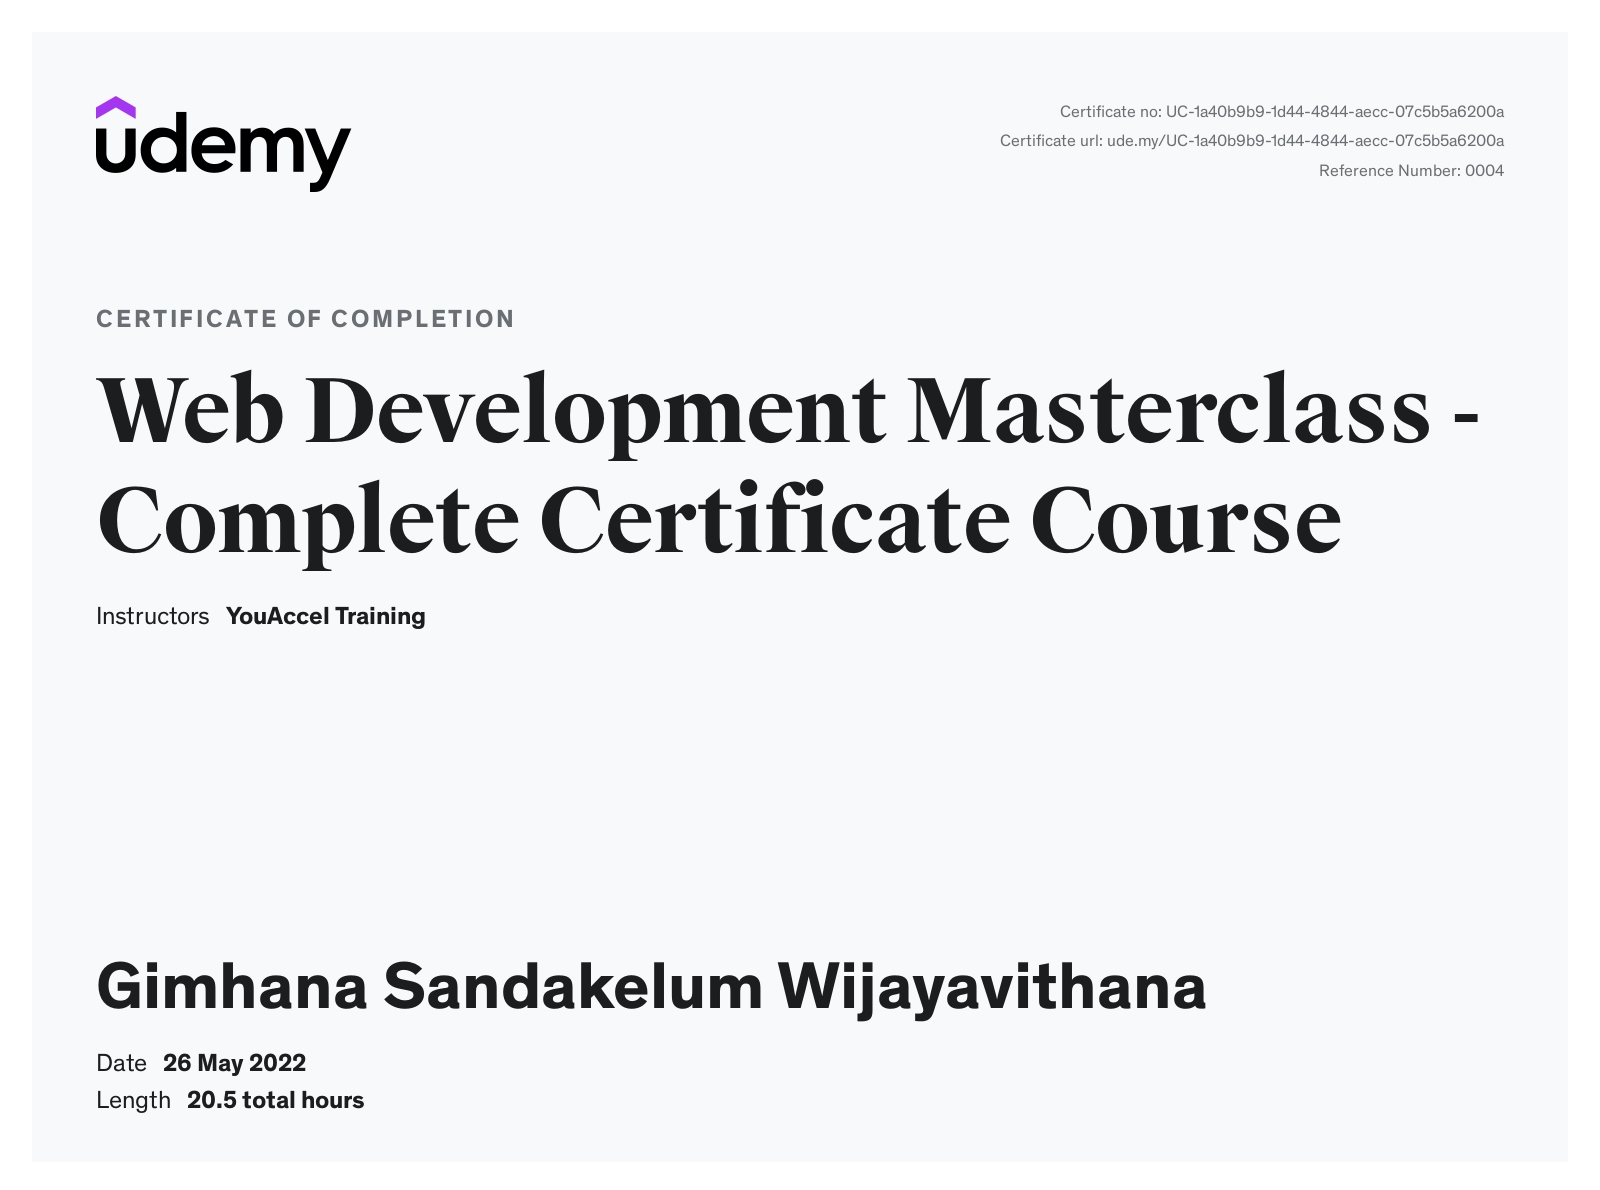 udemy
Certificate no: UC-1a40b9b9-1d44-4844-aecc-07c5b5a6200a
Certificate url: ude.my/UC-1a40b9b9-1d44-4844-aecc-07c5b5a6200a
Reference Number: 0004
CERTIFICATE OF COMPLETION
Web Development Masterclass -
Complete Certificate Course
Instructors YouAccel Training
Gimhana Sandakelum Wijayavithana
Date 26 May 2022
Length 20.5 total hours